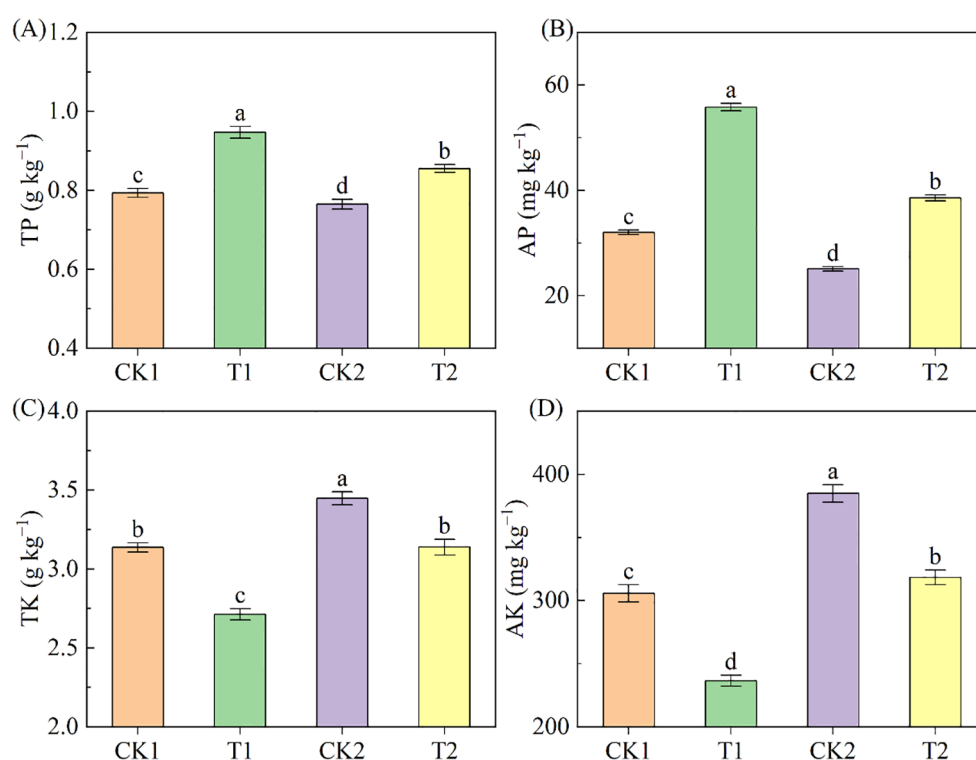 (A)
1.2
1.0
0.8
0.6
0.4
TP (g kg⁻¹)
c
a
d
b
CK1 T1 CK2 T2
(B)
60
40
20
AP (mg kg⁻¹)
c
a
d
b
CK1 T1 CK2 T2
(C)
4.0
3.5
3.0
2.5
2.0
TK (g kg⁻¹)
b
c
a
b
CK1 T1 CK2 T2
(D)
400
300
200
AK (mg kg⁻¹)
c
d
a
b
CK1 T1 CK2 T2